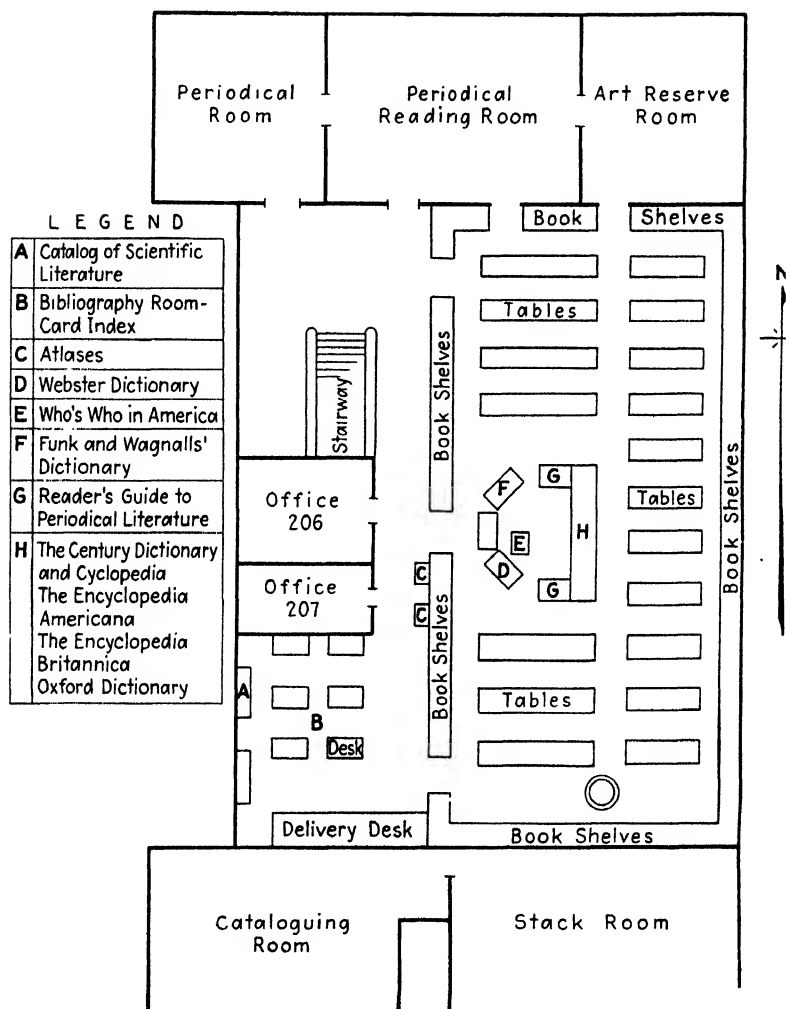 Periodical
Room
Periodical
Reading Room
Art Reserve
Room
LEGEND
A Catalog of Scientific
Literature
B Bibliography Room-
Card Index
C Atlases
D Webster Dictionary
E Who's Who in America
F Funk and Wagnalls'
Dictionary
G Reader's Guide to
Periodical Literature
H The Century Dictionary
and Cyclopedia
The Encyclopedia
Americana
The Encyclopedia
Britannica
Oxford Dictionary
Book
Shelves
N
Tables
Book Shelves
Stairway
Office
206
F
G
H
E
D
G
Tables
Book Shelves
Office
207
C
C
Book Shelves
A
B
Desk
Tables
Delivery Desk
Book Shelves
Cataloguing
Room
Stack Room